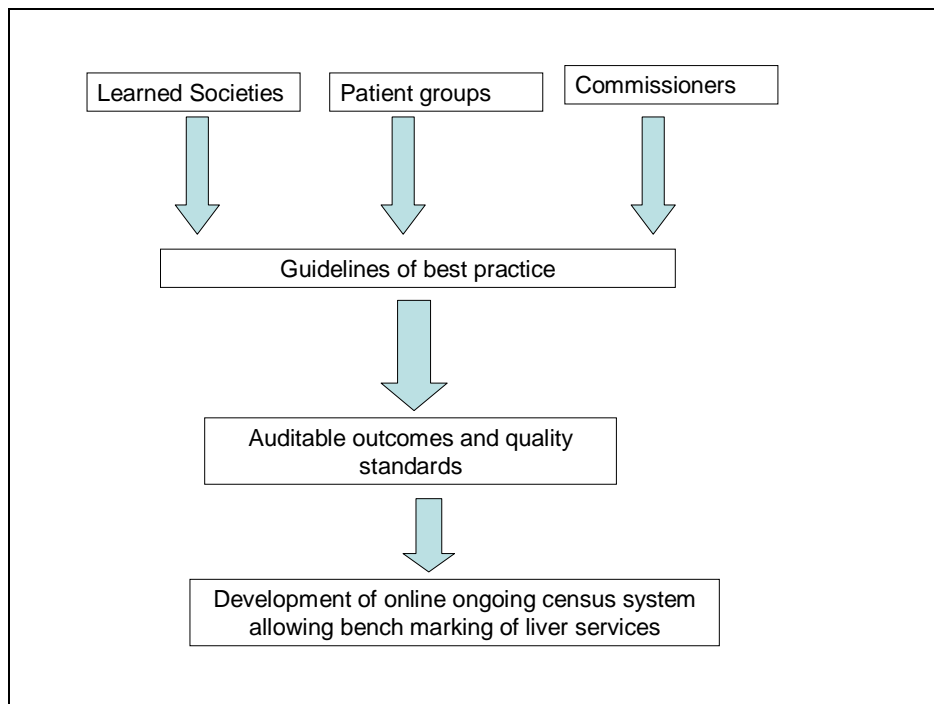 Learned Societies
Patient groups
Commissioners
Guidelines of best practice
Auditable outcomes and quality
standards
Development of online ongoing census system
allowing bench marking of liver services